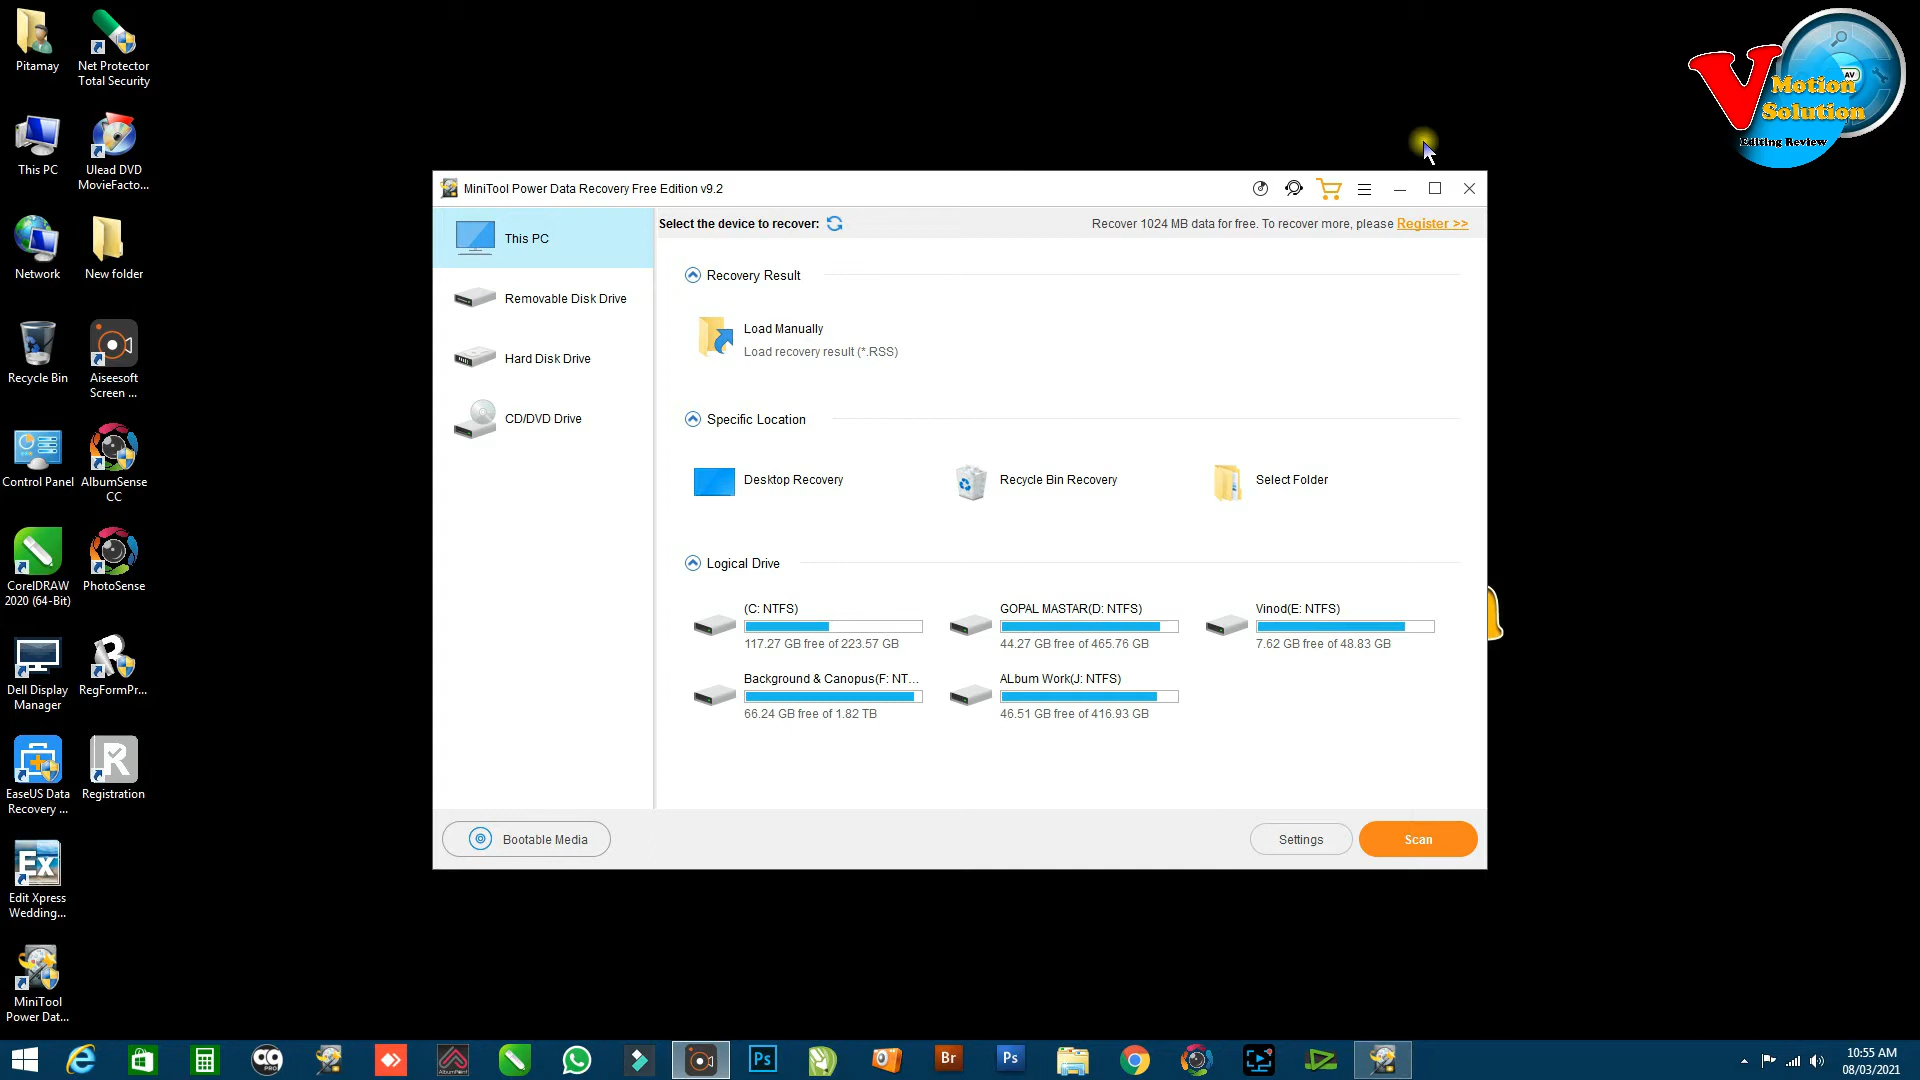 Pitamay
Net Protector
Total Security
This PC
Ulead DVD
MovieFacto...
Network
New folder
Recycle Bin
Aiseesoft
Screen ...
Control Panel
AlbumSense
CC
CorelDRAW
2020 (64-Bit)
PhotoSense
Dell Display
Manager
RegFormPr...
EaseUS Data
Recovery ...
Registration
Edit Xpress
Wedding...
MiniTool
Power Dat...
V
Motion
Solution
Editing Review
AV
MiniTool Power Data Recovery Free Edition v9.2
This PC
Removable Disk Drive
Hard Disk Drive
CD/DVD Drive
Select the device to recover:
Recover 1024 MB data for free. To recover more, please Register >>
Recovery Result
Load Manually
Load recovery result (*.RSS)
Specific Location
Desktop Recovery
Recycle Bin Recovery
Select Folder
Logical Drive
(C: NTFS)
117.27 GB free of 223.57 GB
GOPAL MASTAR(D: NTFS)
44.27 GB free of 465.76 GB
Vinod(E: NTFS)
7.62 GB free of 48.83 GB
Background & Canopus(F: NT...
66.24 GB free of 1.82 TB
ALbum Work(J: NTFS)
46.51 GB free of 416.93 GB
Bootable Media
Settings
Scan
Ex
PRO
Ps
Br
Ps
10:55 AM
08/03/2021